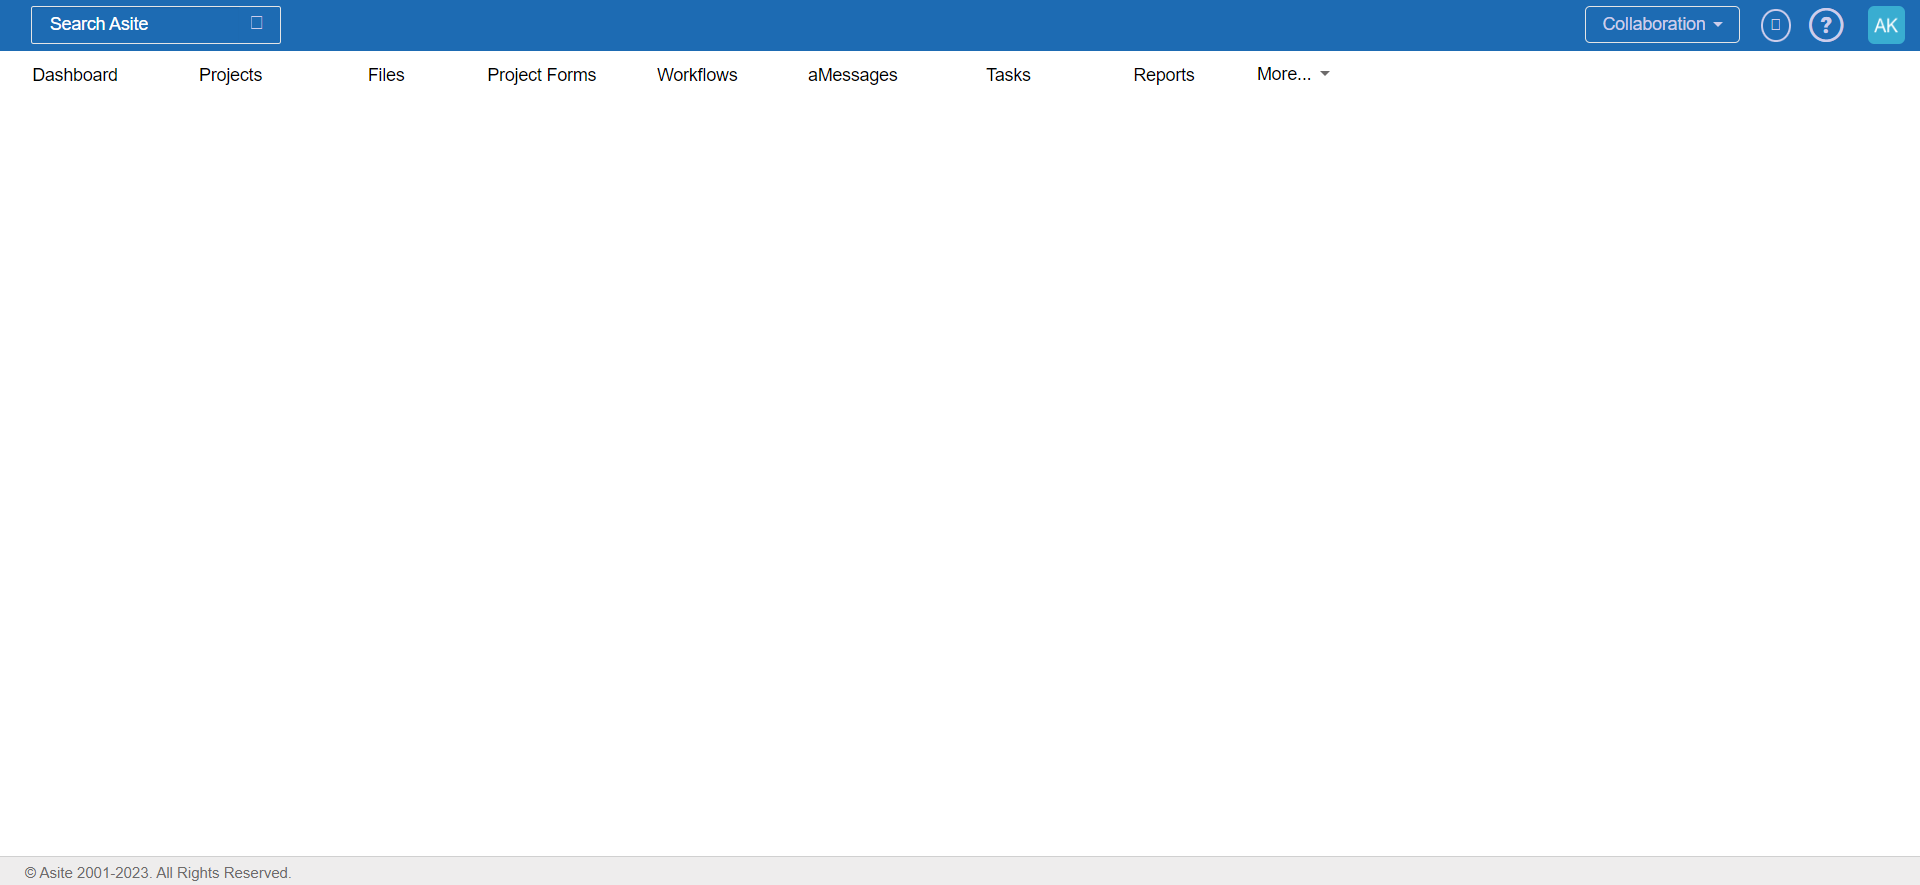 Search Asite
Collaboration
?
AK
Dashboard
Projects
Files
Project Forms
Workflows
aMessages
Tasks
Reports
More...
© Asite 2001-2023. All Rights Reserved.